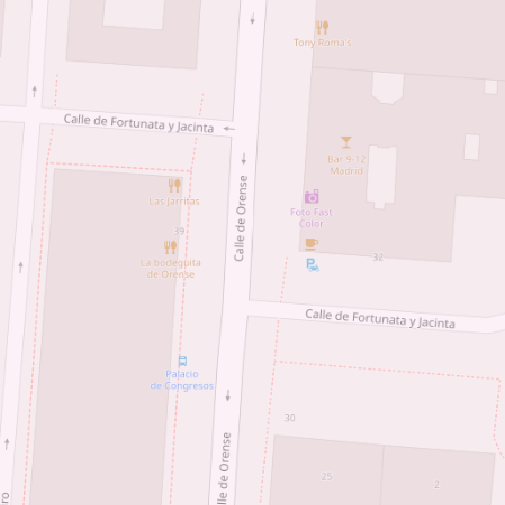 Tony Roma's
Calle de Fortunata y Jacinta
Bar 9-12
Madrid
Las Jarritas
Foto Fast
Color
39
Calle de Orense
La bodeguita
de Orense
32
Calle de Fortunata y Jacinta
Palacio
de Congresos
30
lle de Orense
25
2
ro